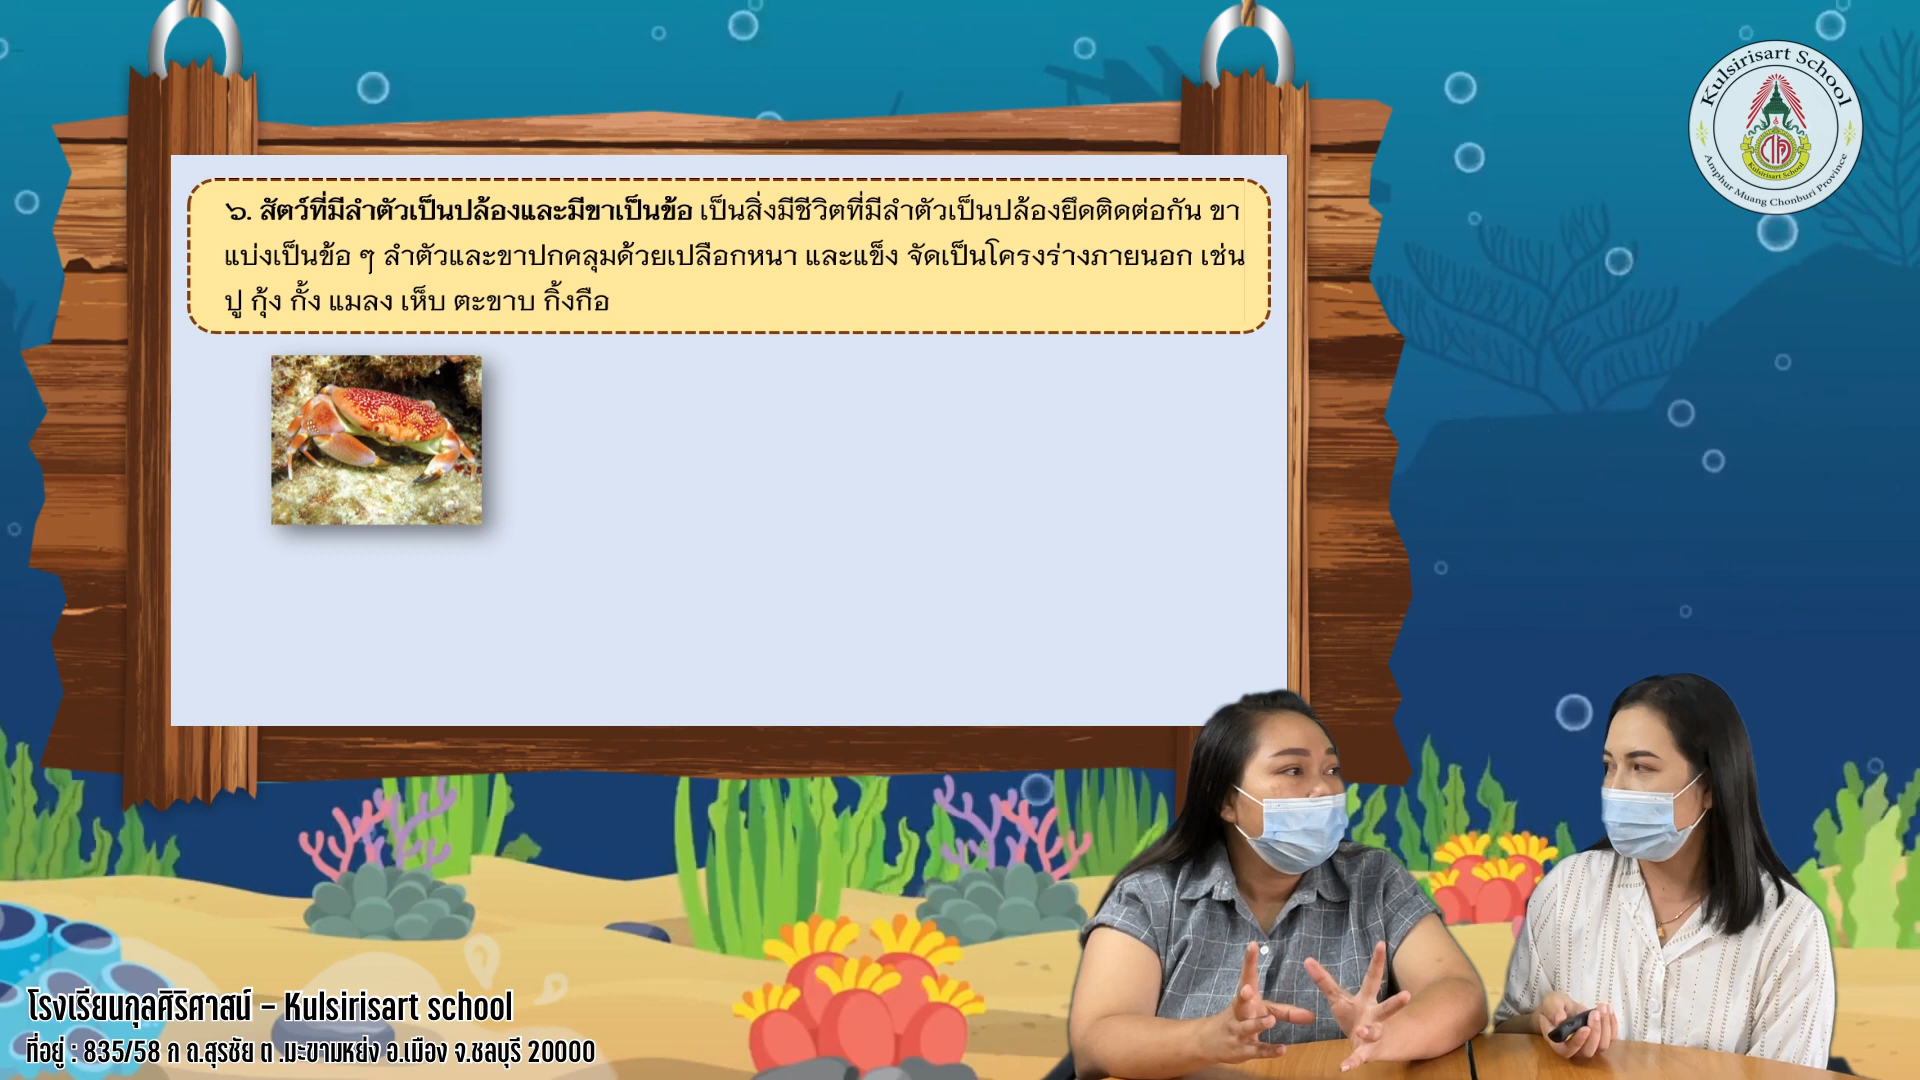 ๖. สัตว์ที่มีลำตัวเป็นปล้องและมีขาเป็นข้อ เป็นสิ่งมีชีวิตที่มีลำตัวเป็นปล้องยึดติดต่อกัน ขา
แบ่งเป็นข้อ ๆ ลำตัวและขาปกคลุมด้วยเปลือกหนา และแข็ง จัดเป็นโครงร่างภายนอก เช่น
ปู กุ้ง กั้ง แมลง เห็บ ตะขาบ กิ้งกือ
Kulsirisart School
Kulsirisart School
Amphur Muang Chonburi Province
โรงเรียนกุลศิริศาสน์ – Kulsirisart school
ที่อยู่ : 835/58 ก ถ.สุรชัย ต .มะขามหย่ง อ.เมือง จ.ชลบุรี 20000